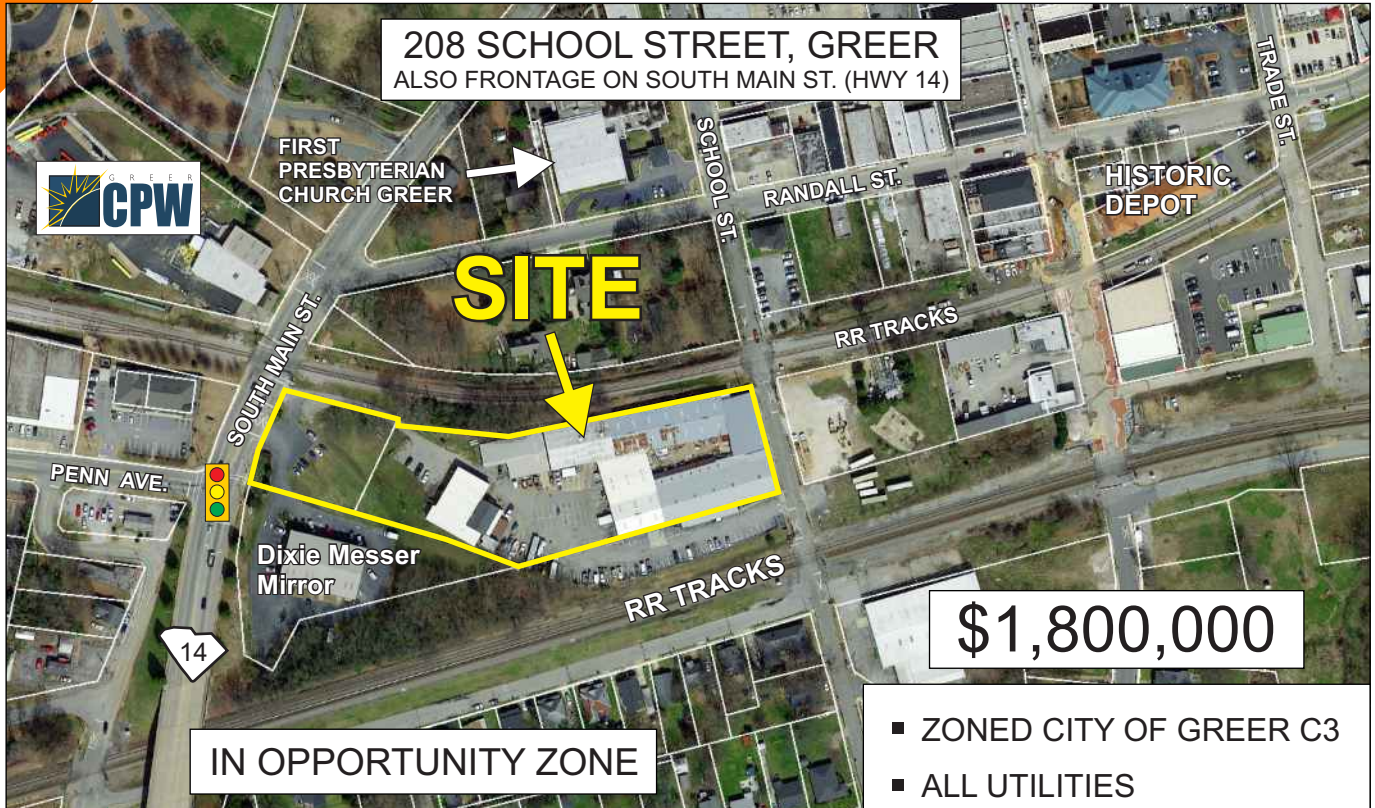 208 SCHOOL STREET, GREER
ALSO FRONTAGE ON SOUTH MAIN ST. (HWY 14)
TRADE ST.
FIRST
PRESBYTERIAN
CHURCH GREER
SCHOOL ST.
GREER
CPW
RANDALL ST.
HISTORIC
DEPOT
SITE
SOUTH MAIN ST.
RR TRACKS
PENN AVE.
Dixie Messer
Mirror
RR TRACKS
14
$1,800,000
IN OPPORTUNITY ZONE
▪ ZONED CITY OF GREER C3
▪ ALL UTILITIES